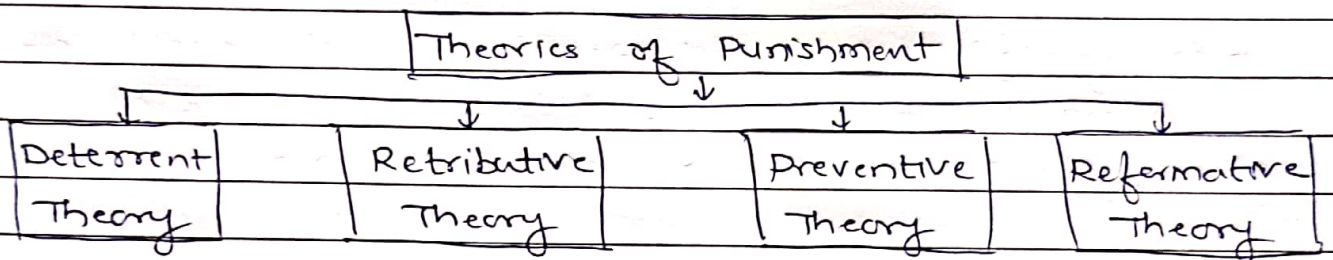 Theories of Punishment
Deterrent Retributive Preventive Reformative
Theory Theory Theory Theory